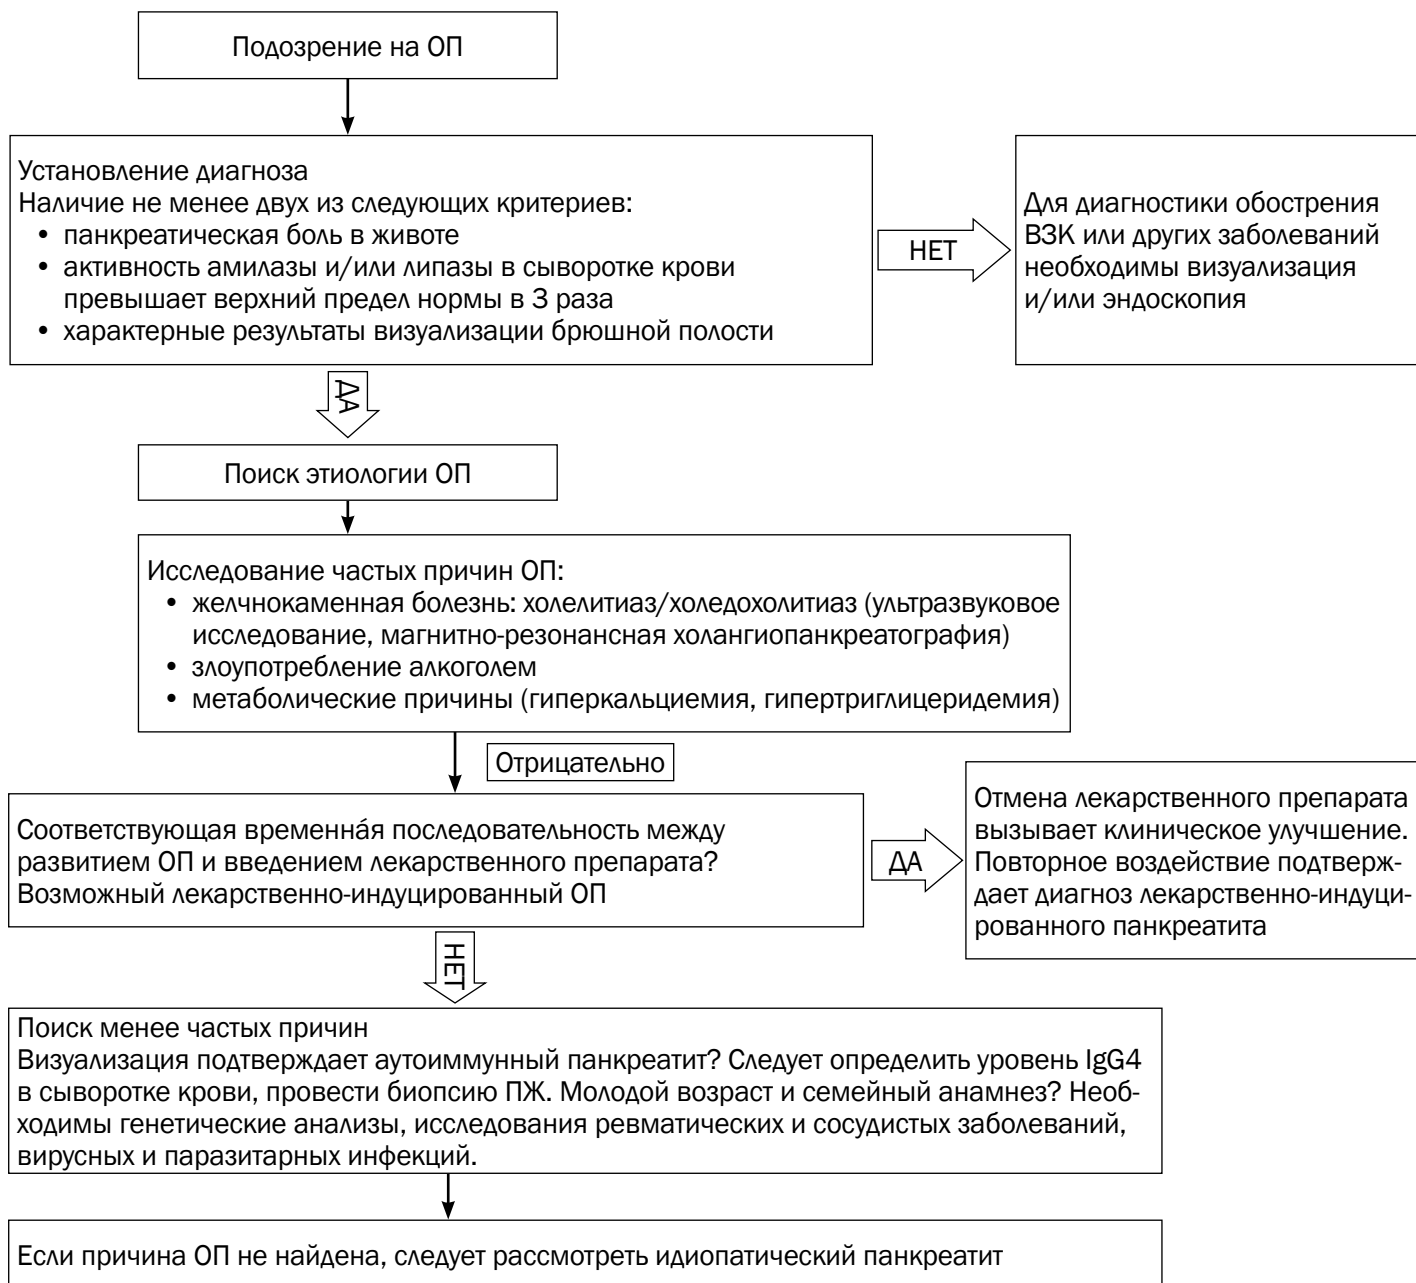 Подозрение на ОП
Установление диагноза
Наличие не менее двух из следующих критериев:
• панкреатическая боль в животе
• активность амилазы и/или липазы в сыворотке крови
превышает верхний предел нормы в 3 раза
• характерные результаты визуализации брюшной полости
НЕТ
Для диагностики обострения
ВЗК или других заболеваний
необходимы визуализация
и/или эндоскопия
ДА
Поиск этиологии ОП
Исследование частых причин ОП:
• желчнокаменная болезнь: холелитиаз/холедохолитиаз (ультразвуковое
исследование, магнитно-резонансная холангиопанкреатография)
• злоупотребление алкоголем
• метаболические причины (гиперкальциемия, гипертриглицеридемия)
Отрицательно
Соответствующая временна́я последовательность между
развитием ОП и введением лекарственного препарата?
Возможный лекарственно-индуцированный ОП
ДА
Отмена лекарственного препарата
вызывает клиническое улучшение.
Повторное воздействие подтверж-
дает диагноз лекарственно-индуци-
рованного панкреатита
НЕТ
Поиск менее частых причин
Визуализация подтверждает аутоиммунный панкреатит? Следует определить уровень IgG4
в сыворотке крови, провести биопсию ПЖ. Молодой возраст и семейный анамнез? Необ-
ходимы генетические анализы, исследования ревматических и сосудистых заболеваний,
вирусных и паразитарных инфекций.
Если причина ОП не найдена, следует рассмотреть идиопатический панкреатит